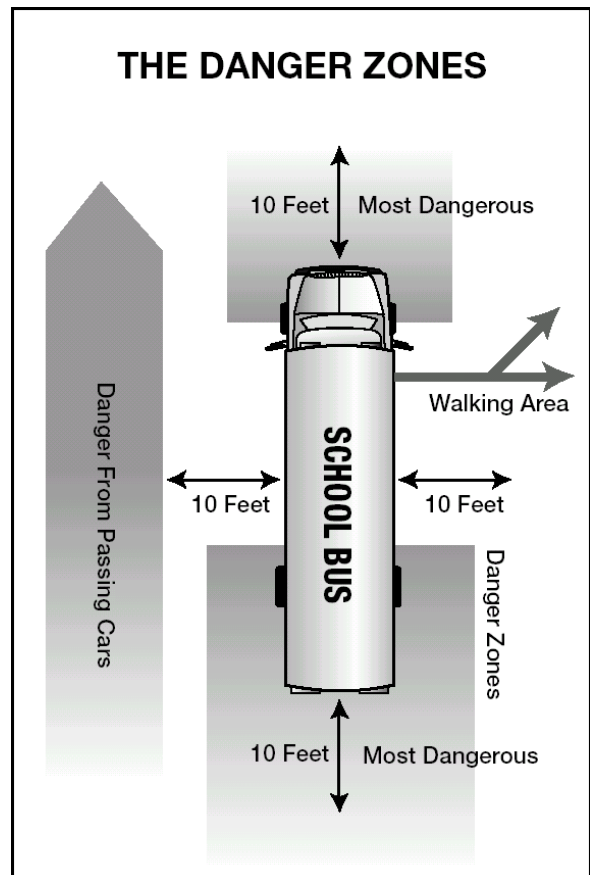 THE DANGER ZONES
10 Feet
Most Dangerous
Walking Area
Danger From Passing Cars
SCHOOL BUS
10 Feet
10 Feet
Danger Zones
10 Feet
Most Dangerous